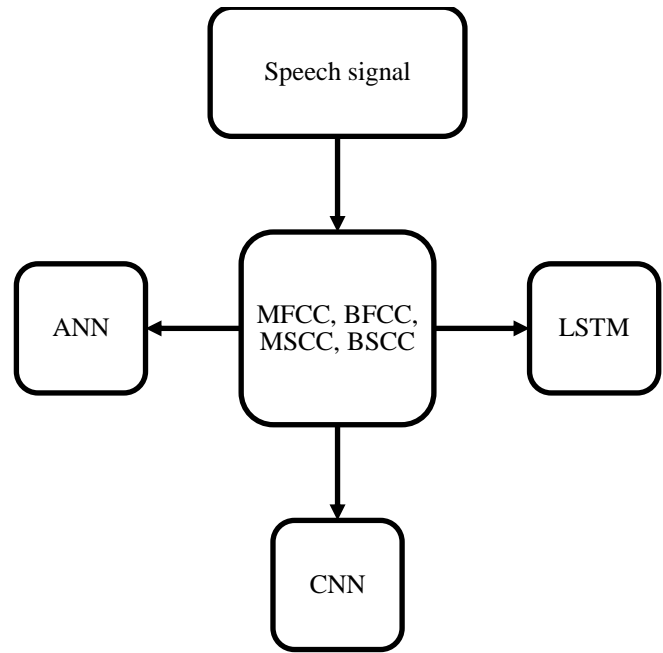 Speech signal
ANN
MFCC, BFCC,
MSCC, BSCC
LSTM
CNN